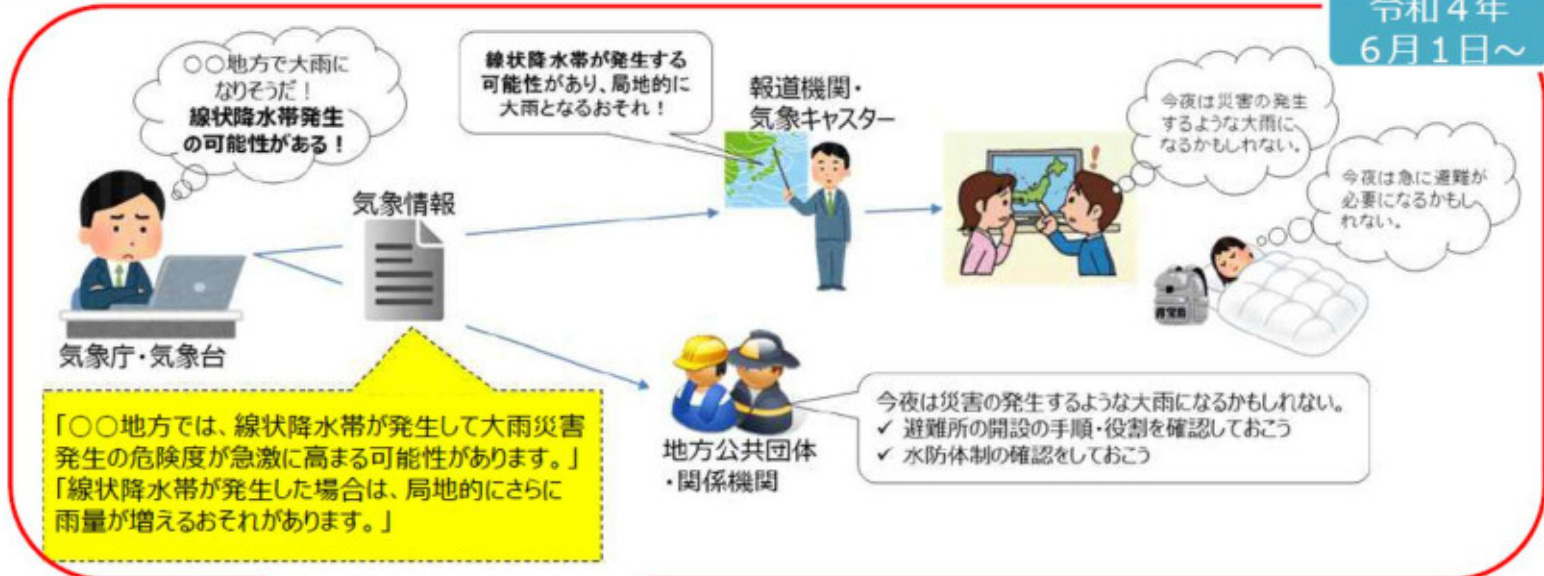 令和4年
6月1日～
○○地方で大雨に
なりそうだ！
線状降水帯発生
の可能性がある！
線状降水帯が発生する
可能性があり、局地的に
大雨となるおそれ！
報道機関・
気象キャスター
今夜は災害の発生
するような大雨に
なるかもしれない。
今夜は急に避難が
必要になるかもし
れない。
気象情報
非常用
気象庁・気象台
「○○地方では、線状降水帯が発生して大雨災害
発生の危険度が急激に高まる可能性があります。」
「線状降水帯が発生した場合は、局地的にさらに
雨量が増えるおそれがあります。」
地方公共団体
・関係機関
今夜は災害の発生するような大雨になるかもしれない。
✓ 避難所の開設の手順・役割を確認しておこう
✓ 水防体制の確認をしておこう